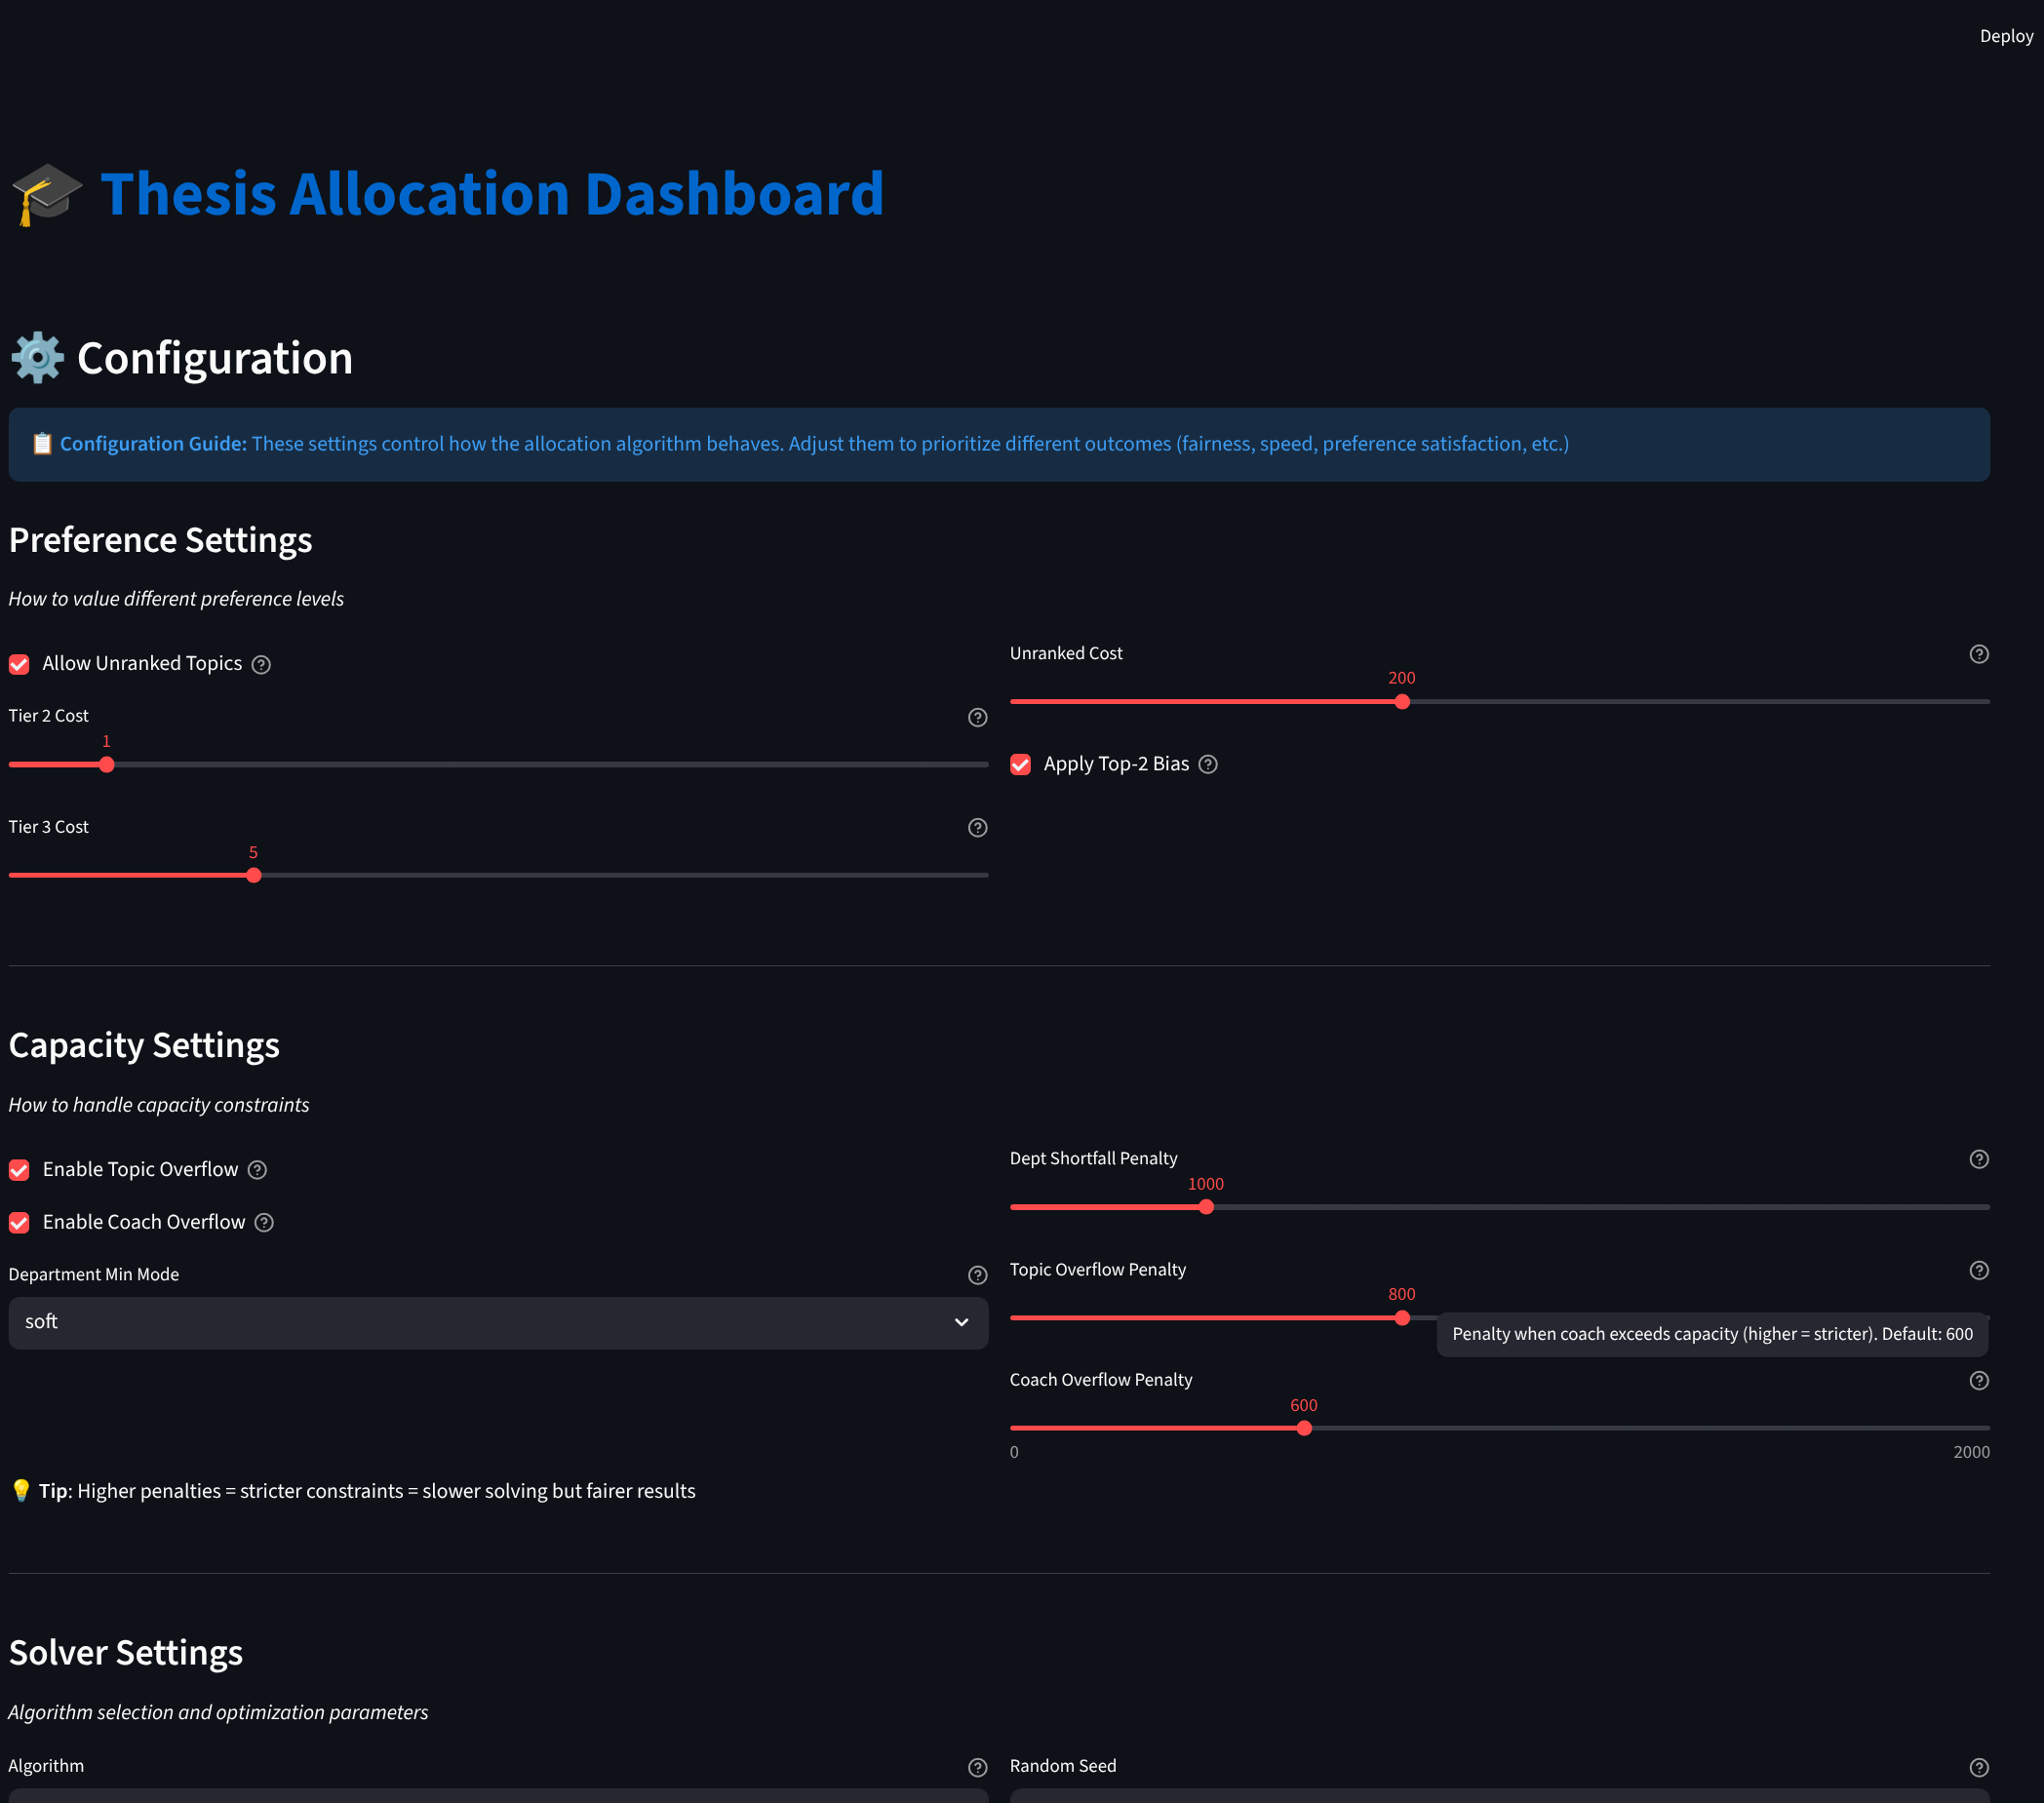 Deploy
Thesis Allocation Dashboard
Configuration
Configuration Guide: These settings control how the allocation algorithm behaves. Adjust them to prioritize different outcomes (fairness, speed, preference satisfaction, etc.)
Preference Settings
How to value different preference levels
Allow Unranked Topics
Tier 2 Cost
1
Tier 3 Cost
5
Unranked Cost
200
Apply Top-2 Bias
Capacity Settings
How to handle capacity constraints
Enable Topic Overflow
Enable Coach Overflow
Department Min Mode
soft
Dept Shortfall Penalty
1000
Topic Overflow Penalty
800
Penalty when coach exceeds capacity (higher = stricter). Default: 600
Coach Overflow Penalty
600
0 2000
Tip: Higher penalties = stricter constraints = slower solving but fairer results
Solver Settings
Algorithm selection and optimization parameters
Algorithm
Random Seed